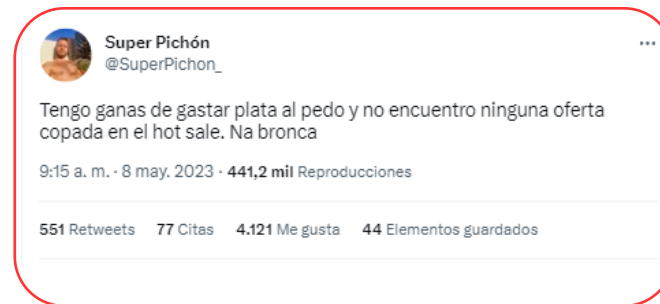 Super Pichón
@SuperPichon_
Tengo ganas de gastar plata al pedo y no encuentro ninguna oferta
copada en el hot sale. Na bronca
9:15 a. m. · 8 may. 2023 · 441,2 mil Reproducciones
551 Retweets 77 Citas 4.121 Me gusta 44 Elementos guardados